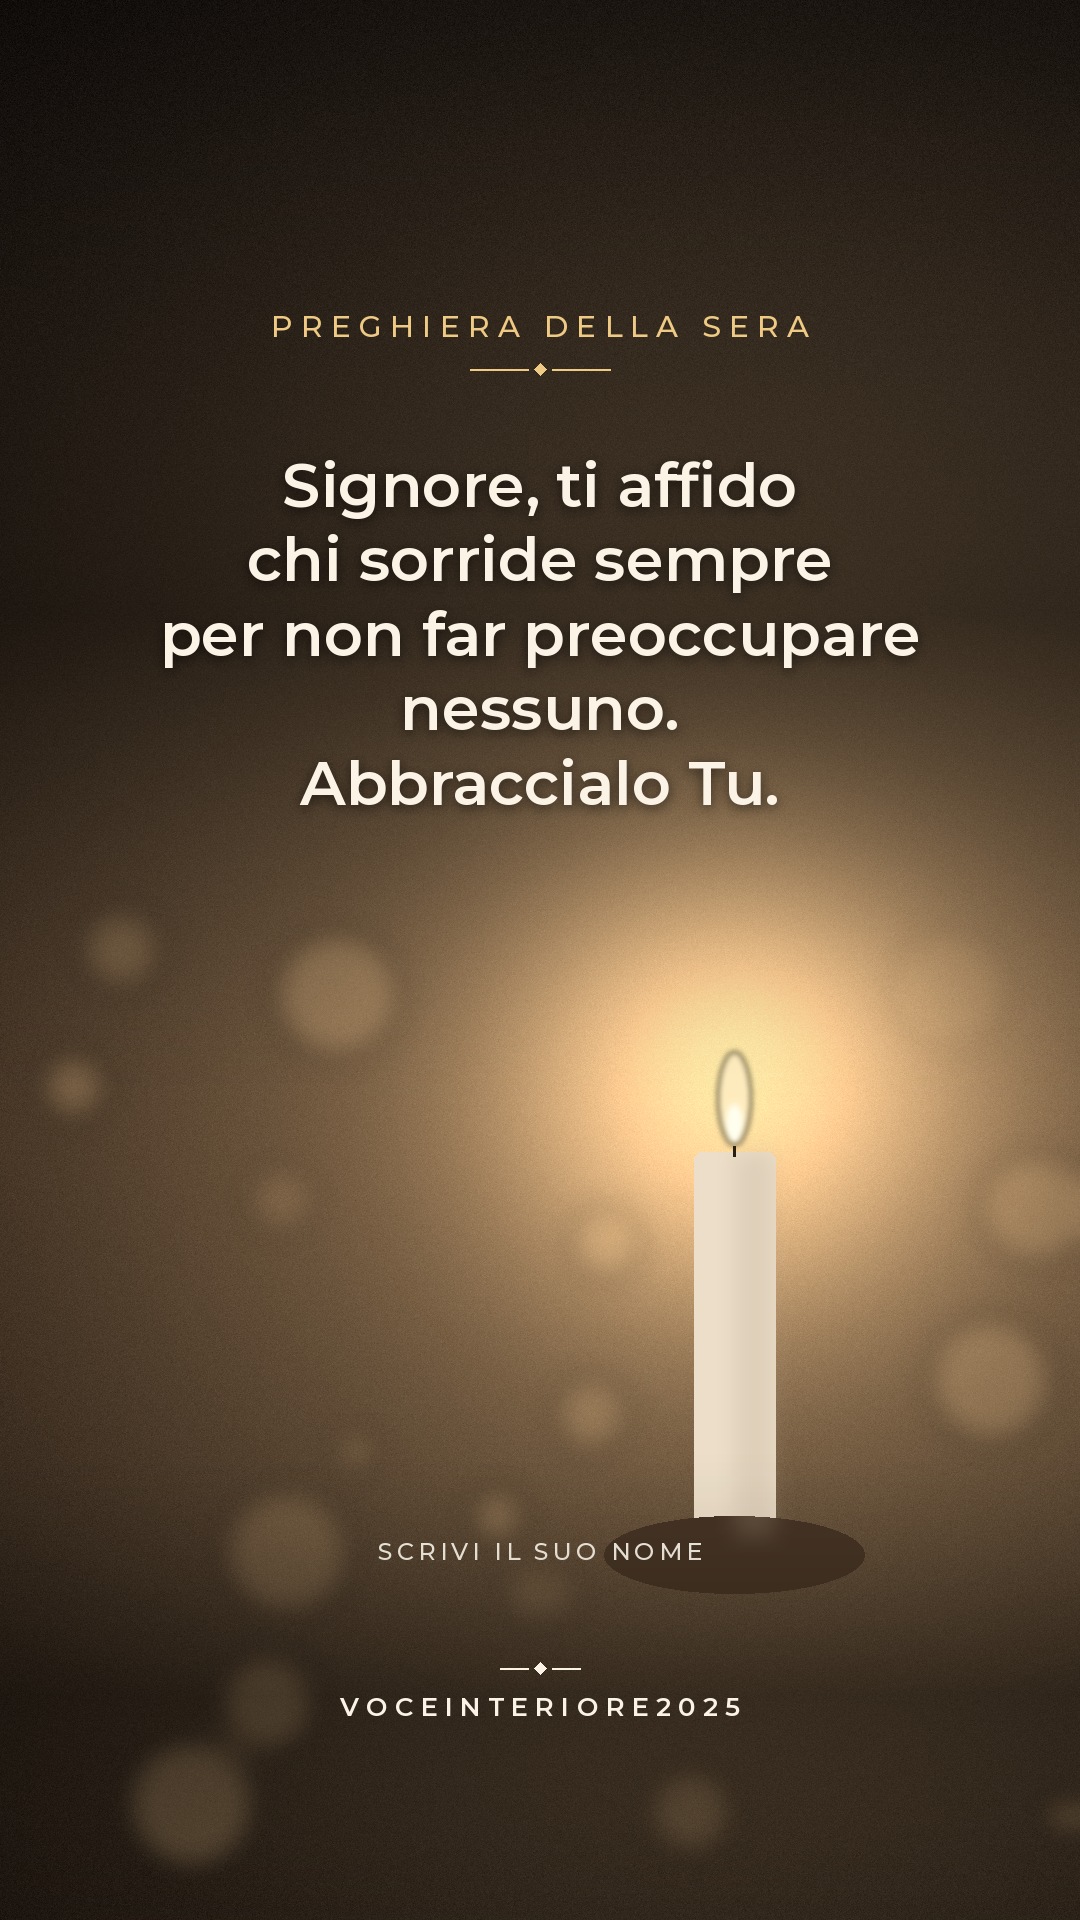 PREGHIERA DELLA SERA
Signore, ti affido
chi sorride sempre
per non far preoccupare
nessuno.
Abbraccialo Tu.
SCRIVI IL SUO NOME
VOCEINTERIORE2025